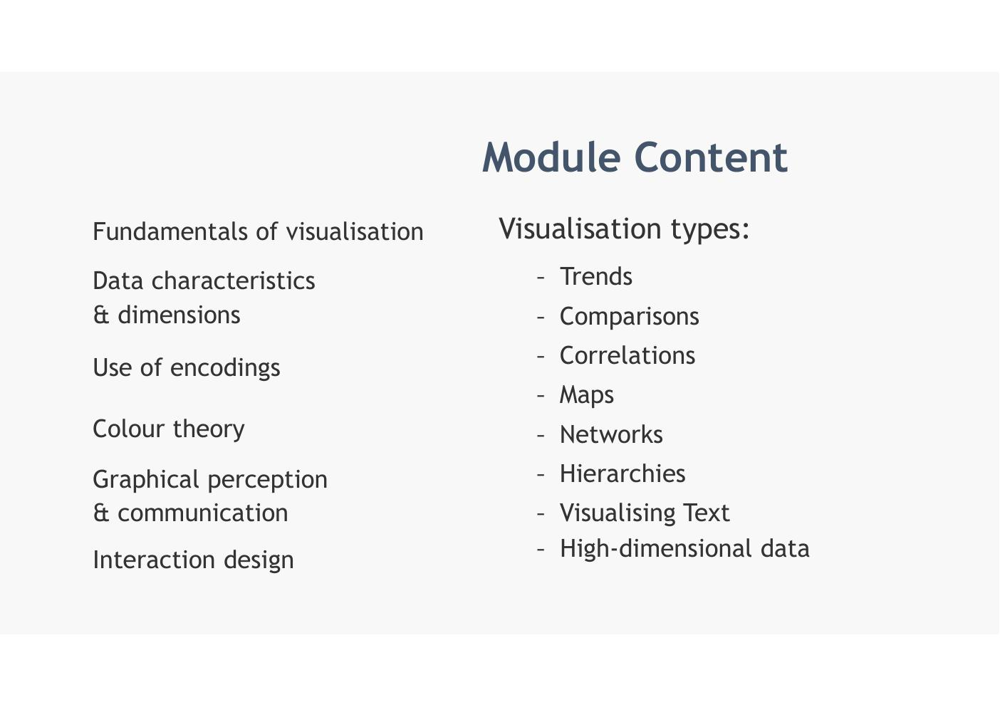 Module Content
Fundamentals of visualisation
Data characteristics
& dimensions
Use of encodings
Colour theory
Graphical perception
& communication
Interaction design
Visualisation types:
– Trends
– Comparisons
– Correlations
– Maps
– Networks
– Hierarchies
– Visualising Text
– High-dimensional data